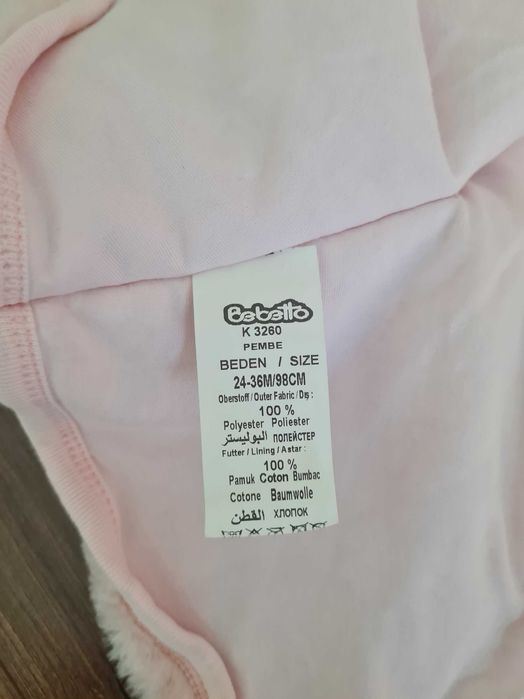 Bebetto
K 3260
PEMBE
BEDEN / SIZE
24-36M/98CM
Oberstoff / Outer Fabric / Dış :
100 %
Polyester Poliester
البوليستر ПОЛЕЙСТЕР
Futter / Lining / Astar :
100 %
Pamuk Coton Bumbac
Cotone Baumwolle
القطن ХЛОПОК